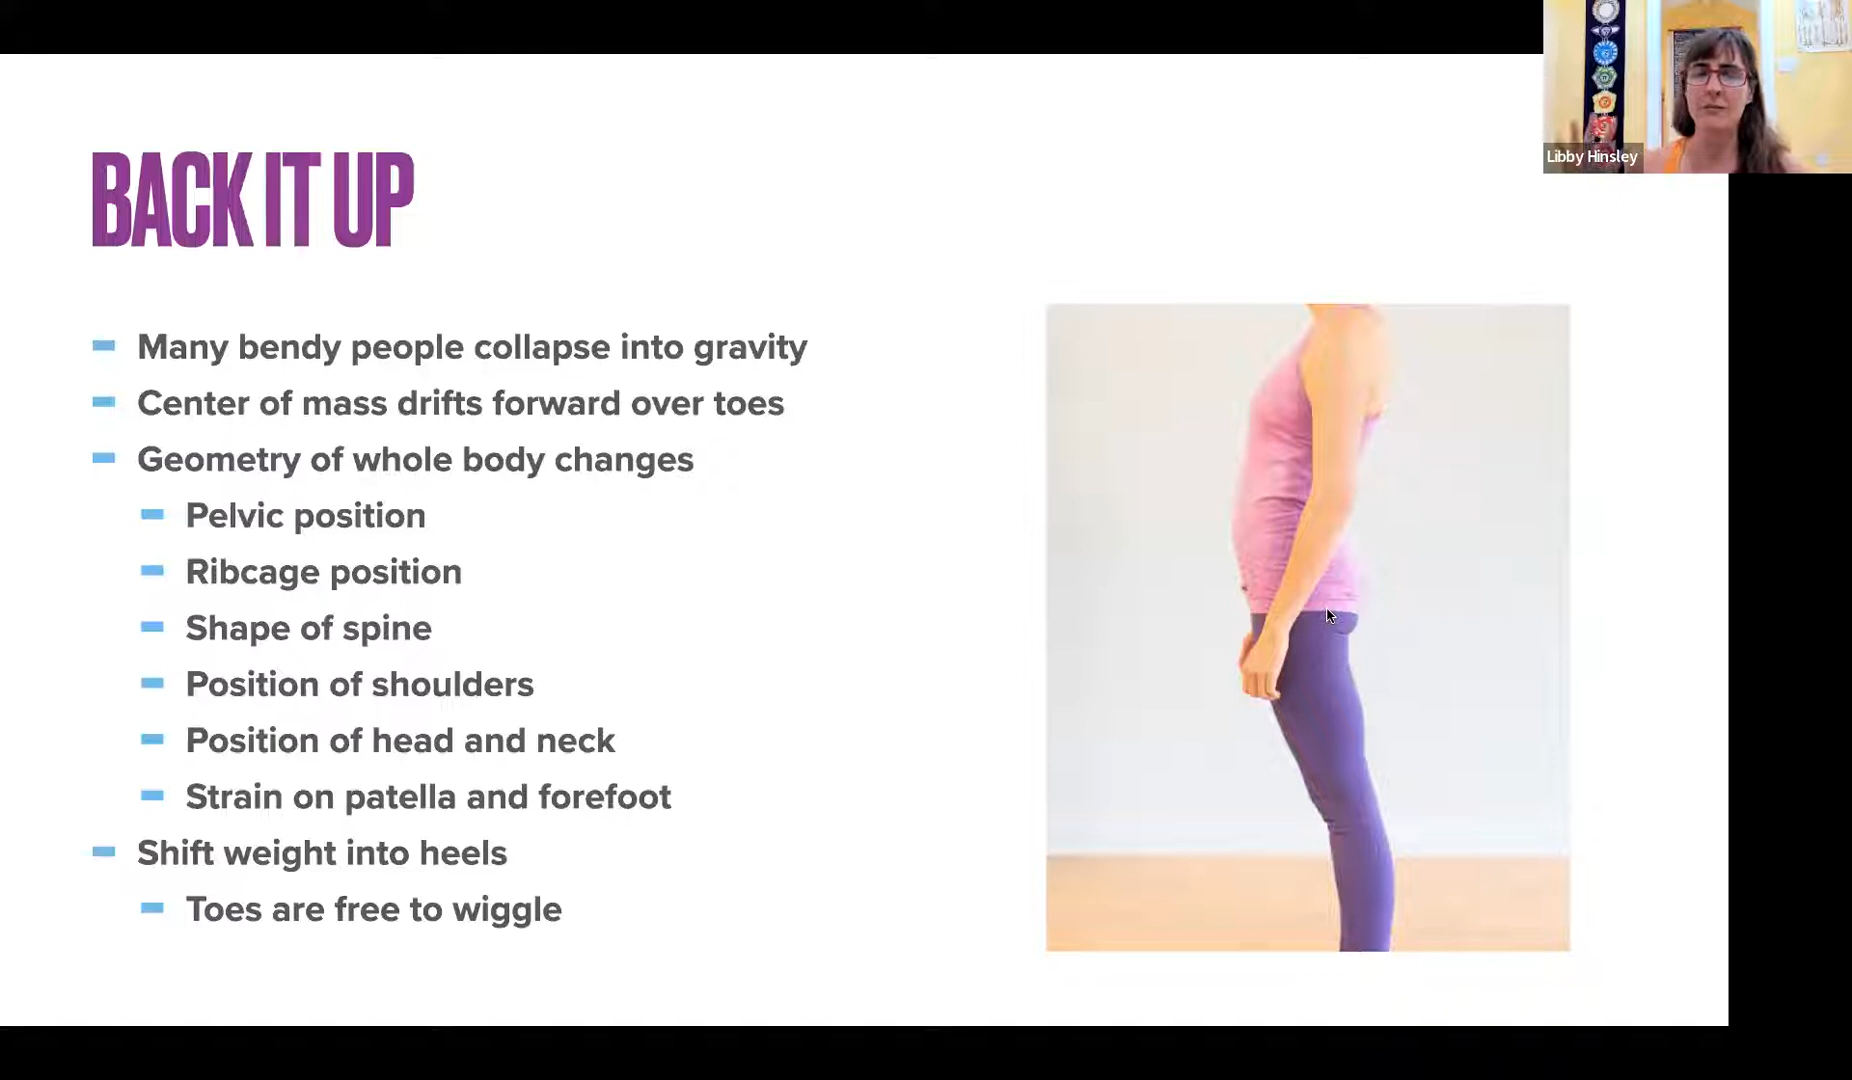 Libby Hinsley
BACK IT UP
Many bendy people collapse into gravity
Center of mass drifts forward over toes
Geometry of whole body changes
Pelvic position
Ribcage position
Shape of spine
Position of shoulders
Position of head and neck
Strain on patella and forefoot
Shift weight into heels
Toes are free to wiggle